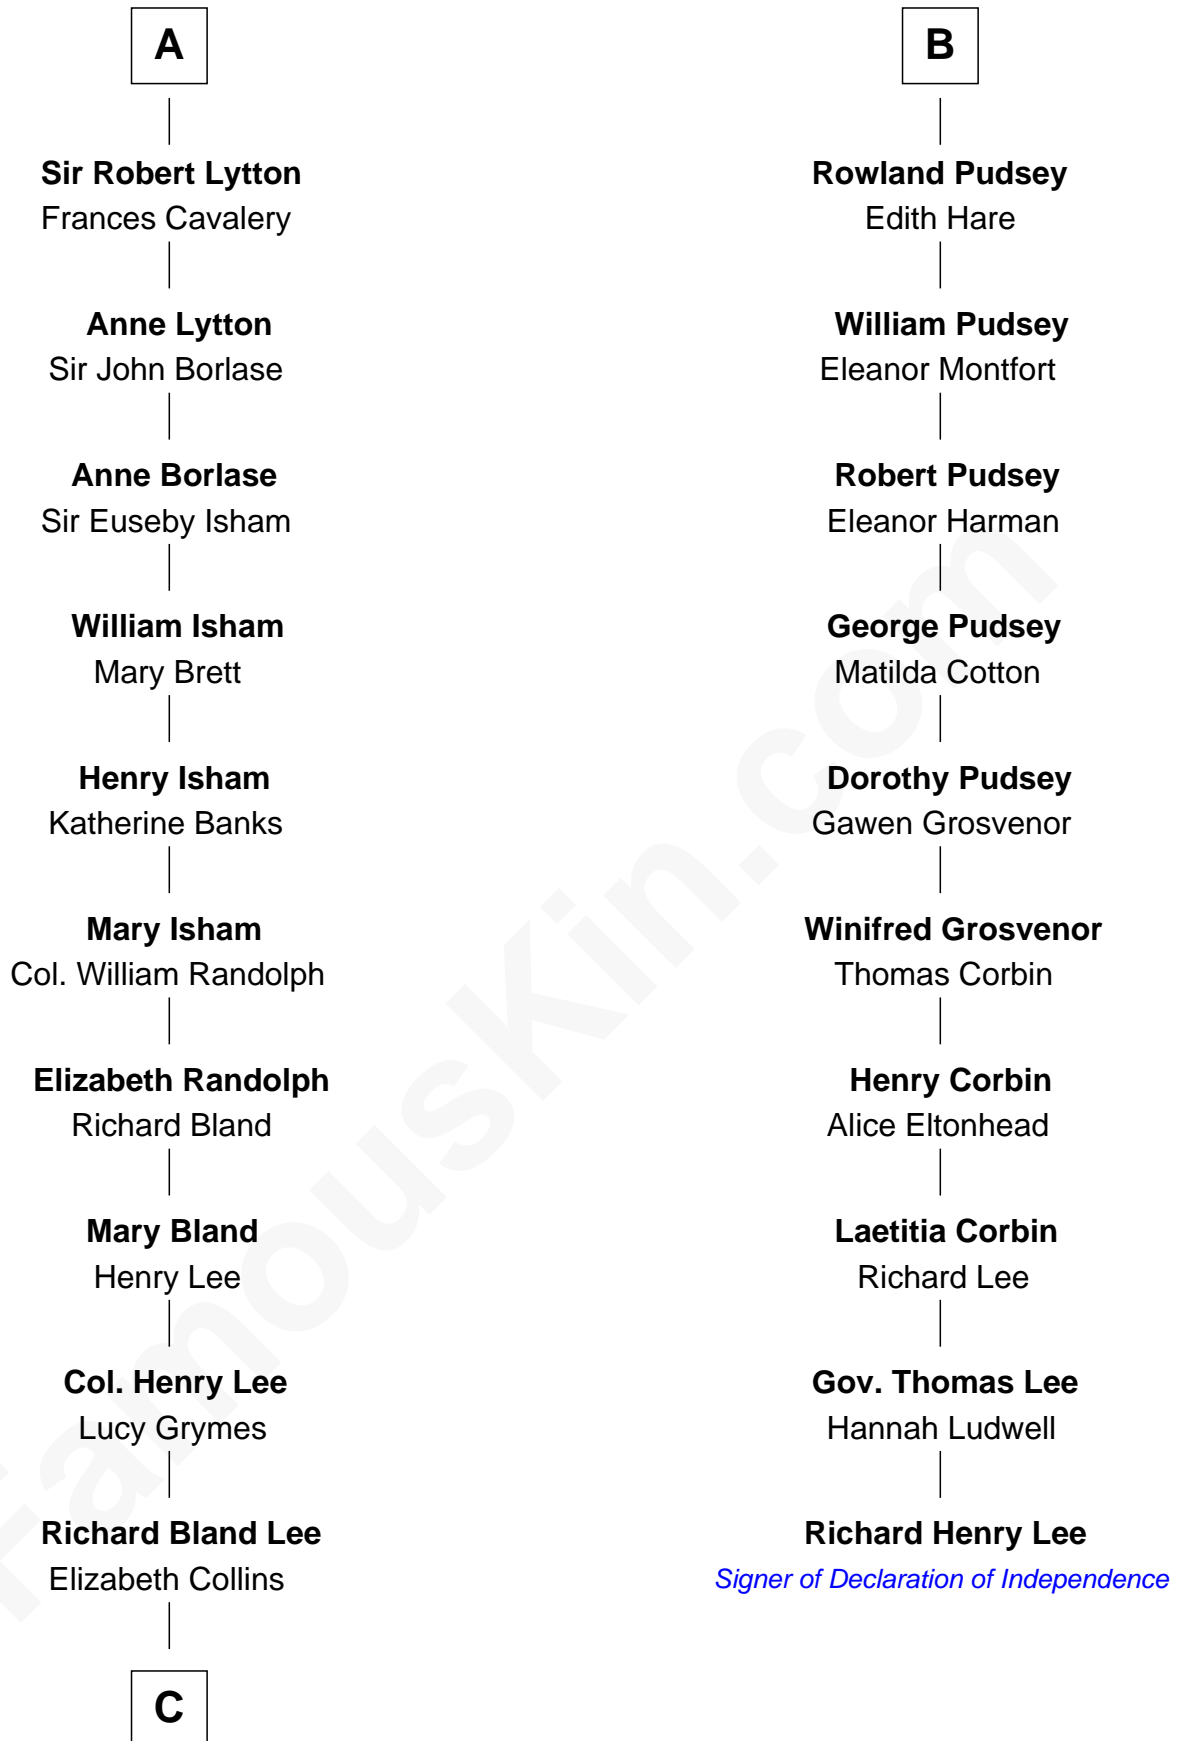 A
Sir Robert Lytton
Frances Cavalery
Anne Lytton
Sir John Borlase
Anne Borlase
Sir Euseby Isham
William Isham
Mary Brett
Henry Isham
Katherine Banks
Mary Isham
Col. William Randolph
Elizabeth Randolph
Richard Bland
Mary Bland
Henry Lee
Col. Henry Lee
Lucy Grymes
Richard Bland Lee
Elizabeth Collins
C
B
Rowland Pudsey
Edith Hare
William Pudsey
Eleanor Montfort
Robert Pudsey
Eleanor Harman
George Pudsey
Matilda Cotton
Dorothy Pudsey
Gawen Grosvenor
Winifred Grosvenor
Thomas Corbin
Henry Corbin
Alice Eltonhead
Laetitia Corbin
Richard Lee
Gov. Thomas Lee
Hannah Ludwell
Richard Henry Lee
Signer of Declaration of Independence
FamousKin.com